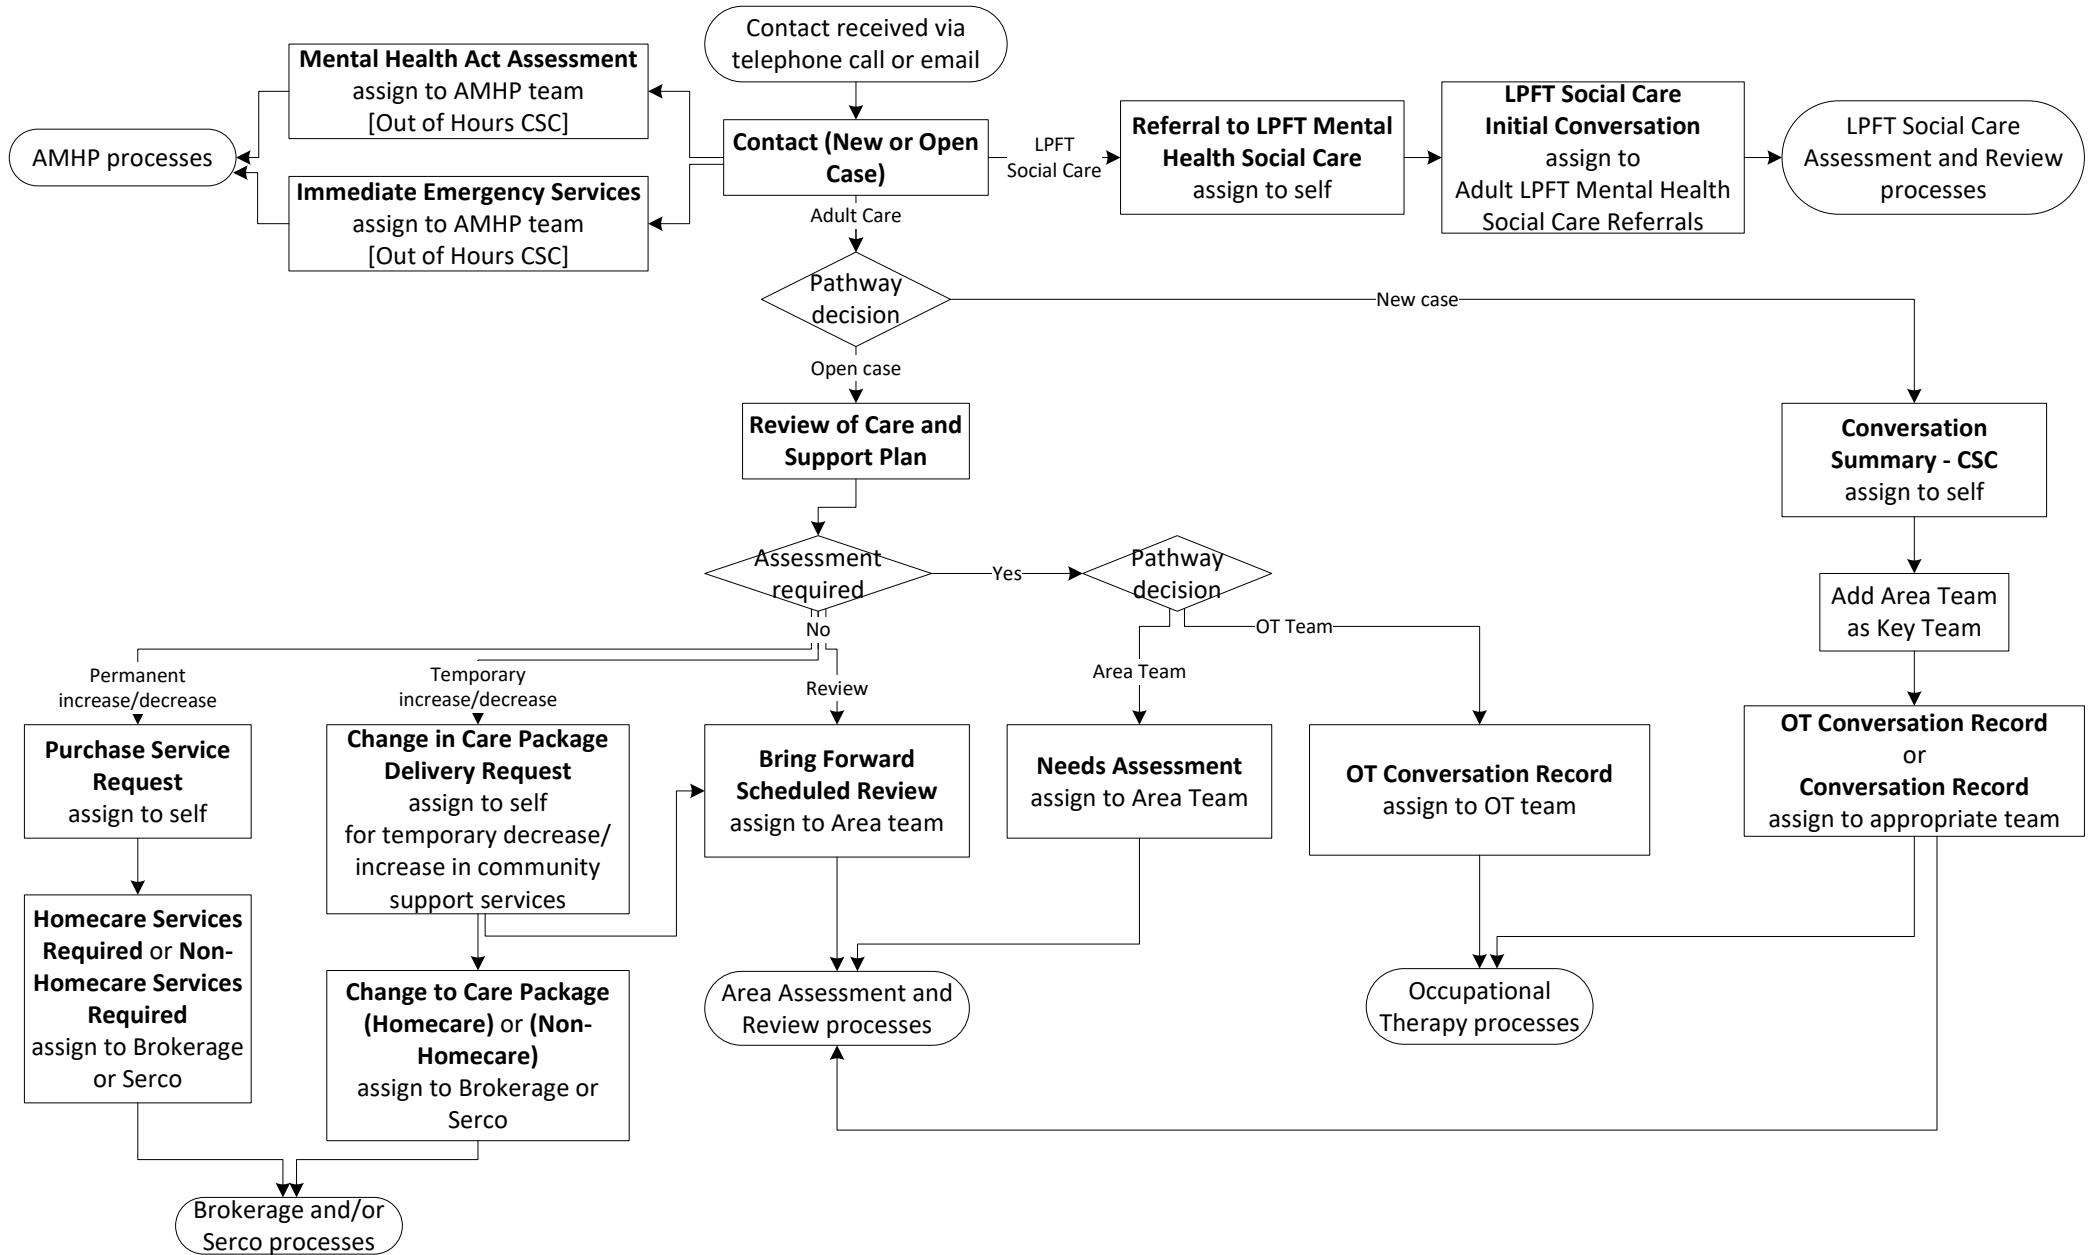 Contact received via
telephone call or email
Mental Health Act Assessment
assign to AMHP team
[Out of Hours CSC]
AMHP processes
Immediate Emergency Services
assign to AMHP team
[Out of Hours CSC]
Contact (New or Open
Case)
LPFT
Social Care
Referral to LPFT Mental
Health Social Care
assign to self
LPFT Social Care
Initial Conversation
assign to
Adult LPFT Mental Health
Social Care Referrals
LPFT Social Care
Assessment and Review
processes
Adult Care
Pathway
decision
New case
Open case
Review of Care and
Support Plan
Conversation
Summary - CSC
assign to self
Assessment
required
Yes
Pathway
decision
Add Area Team
as Key Team
No
OT Team
Permanent
increase/decrease
Temporary
increase/decrease
Review
Area Team
Purchase Service
Request
assign to self
Change in Care Package
Delivery Request
assign to self
for temporary decrease/
increase in community
support services
Bring Forward
Scheduled Review
assign to Area team
Needs Assessment
assign to Area Team
OT Conversation Record
assign to OT team
OT Conversation Record
or
Conversation Record
assign to appropriate team
Homecare Services
Required or Non-
Homecare Services
Required
assign to Brokerage
or Serco
Change to Care Package
(Homecare) or (Non-
Homecare)
assign to Brokerage or
Serco
Area Assessment and
Review processes
Occupational
Therapy processes
Brokerage and/or
Serco processes